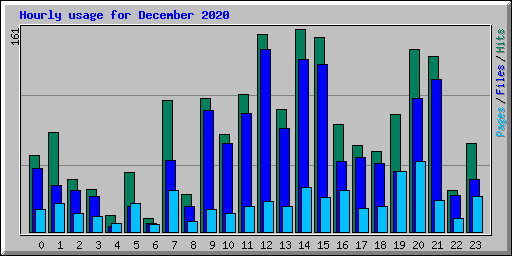 Hourly usage for December 2020
161
Pages/Files/Hits
0 1 2 3 4 5 6 7 8 9 10 11 12 13 14 15 16 17 18 19 20 21 22 23